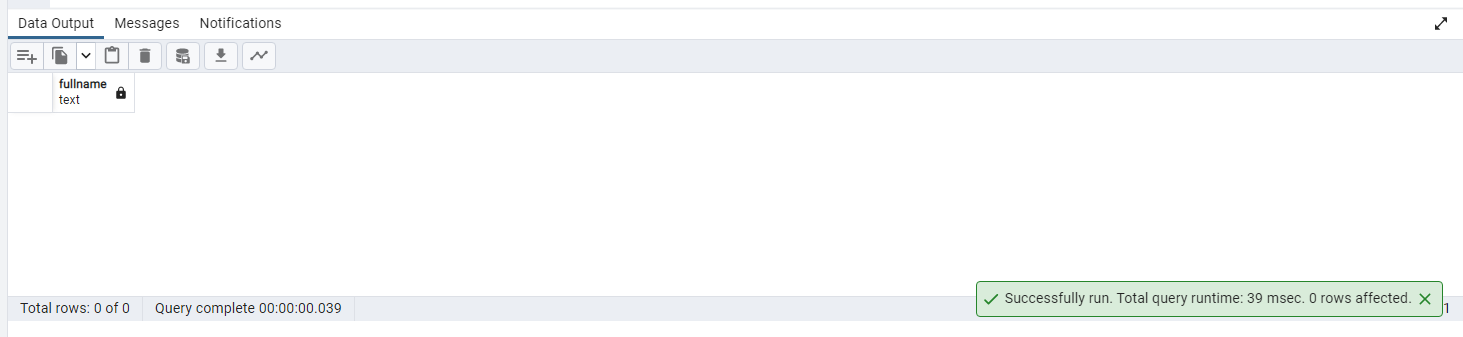 Data Output Messages Notifications
fullname
text
Total rows: 0 of 0 Query complete 00:00:00.039
Successfully run. Total query runtime: 39 msec. 0 rows affected.
1